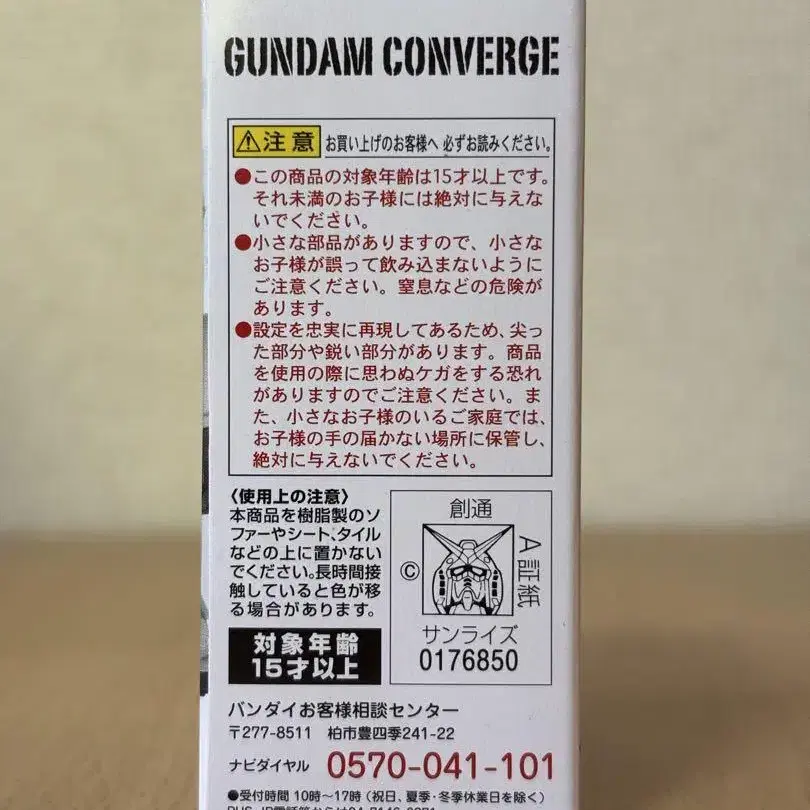 GUNDAM CONVERGE
⚠注意 お買い上げのお客様へ 必ずお読みください。
●この商品の対象年齢は15才以上です。
それ未満のお子様には絶対に与えな
いでください。
●小さな部品がありますので、小さな
お子様が誤って飲み込まないように
ご注意ください。窒息などの危険が
あります。
●設定を忠実に再現してあるため、尖っ
た部分や鋭い部分があります。商品
を使用の際に思わぬケガをする恐れ
がありますのでご注意ください。ま
た、小さなお子様のいるご家庭では、
お子様の手の届かない場所に保管し、
絶対に与えないでください。
〈使用上の注意〉
本商品を樹脂製のソ
ファーやシート、タイル
などの上に置かない
でください。長時間接
触していると色が移
る場合があります。
対象年齢
15才以上
創通
©
A証紙
サンライズ
0176850
バンダイお客様相談センター
〒277-8511 柏市豊四季241-22
ナビダイヤル 0570-041-101
●受付時間 10時～17時（祝日、夏季・冬季休業日を除く）